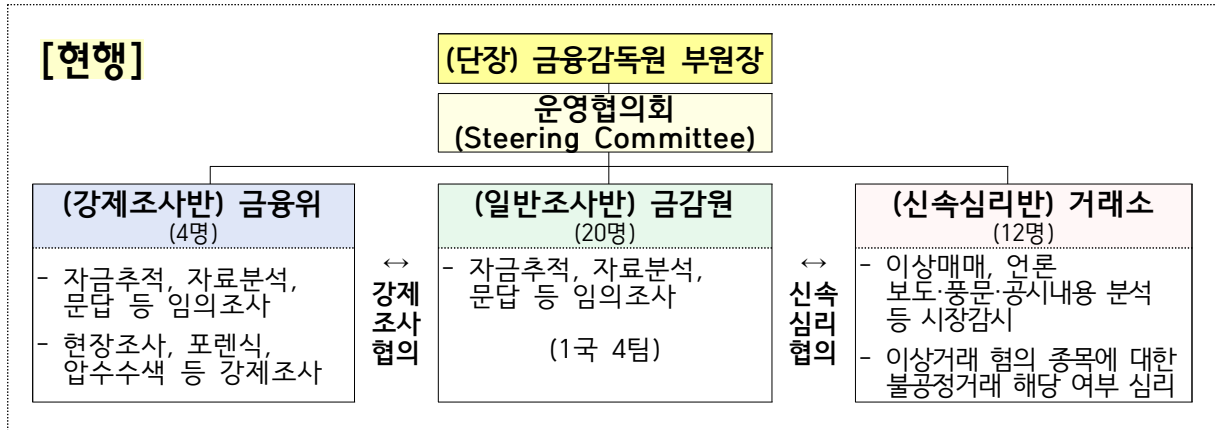 [현행]
(단장) 금융감독원 부원장
운영협의회
(Steering Committee)
(강제조사반) 금융위
(4명)
- 자금추적, 자료분석,
문답 등 임의조사
- 현장조사, 포렌식,
압수수색 등 강제조사
↔
강제
조사
협의
(일반조사반) 금감원
(20명)
- 자금추적, 자료분석,
문답 등 임의조사
(1국 4팀)
↔
신속
심리
협의
(신속심리반) 거래소
(12명)
- 이상매매, 언론
보도·풍문·공시내용 분석
등 시장감시
- 이상거래 혐의 종목에 대한
불공정거래 해당 여부 심리